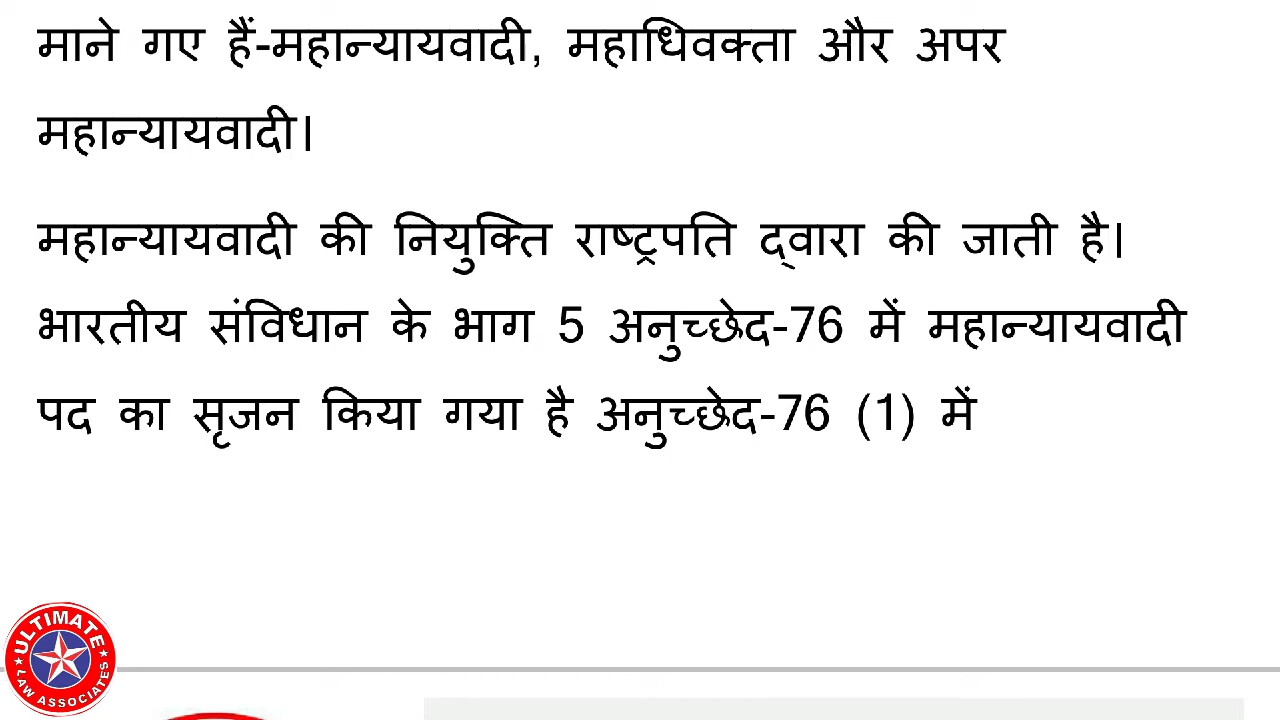 माने गए हैं-महान्यायवादी, महाधिवक्ता और अपर
महान्यायवादी।
महान्यायवादी की नियुक्ति राष्ट्रपति द्वारा की जाती है।
भारतीय संविधान के भाग 5 अनुच्छेद-76 में महान्यायवादी
पद का सृजन किया गया है अनुच्छेद-76 (1) में
ULTIMATE
LAW ASSOCIATES